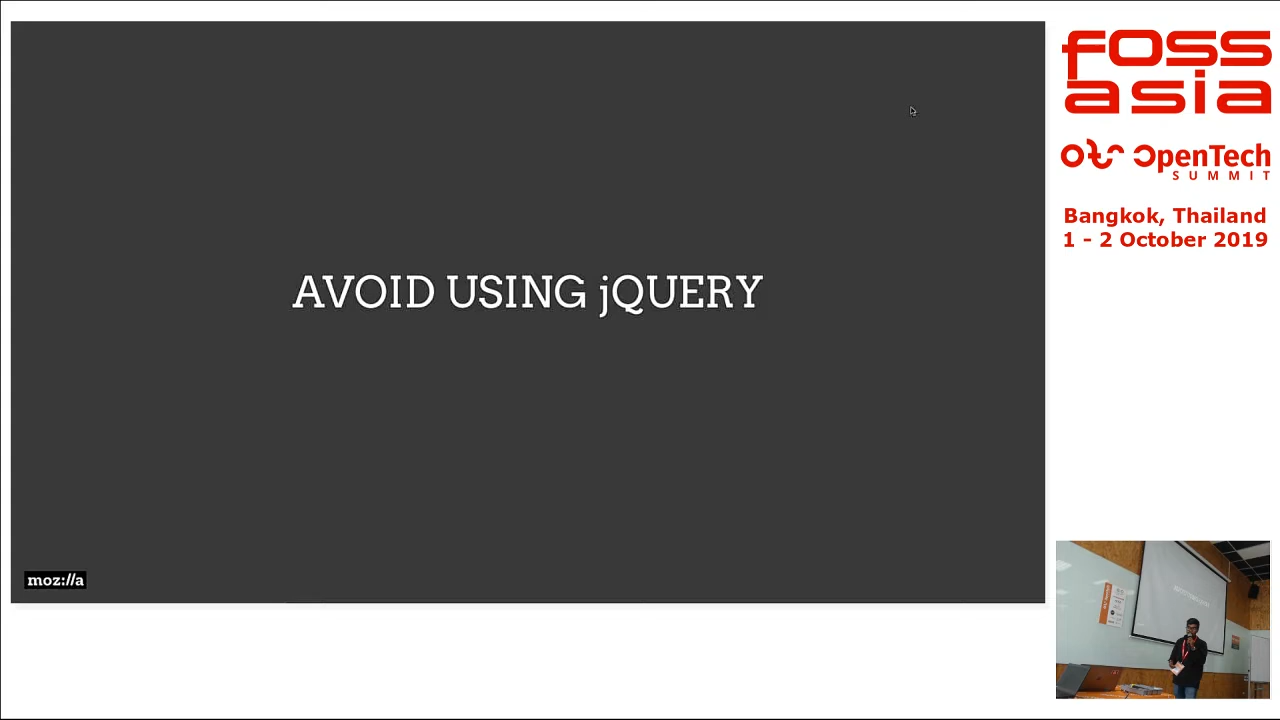 AVOID USING jQUERY
moz://a
foss
asia
OpenTech
SUMMIT
Bangkok, Thailand
1 - 2 October 2019